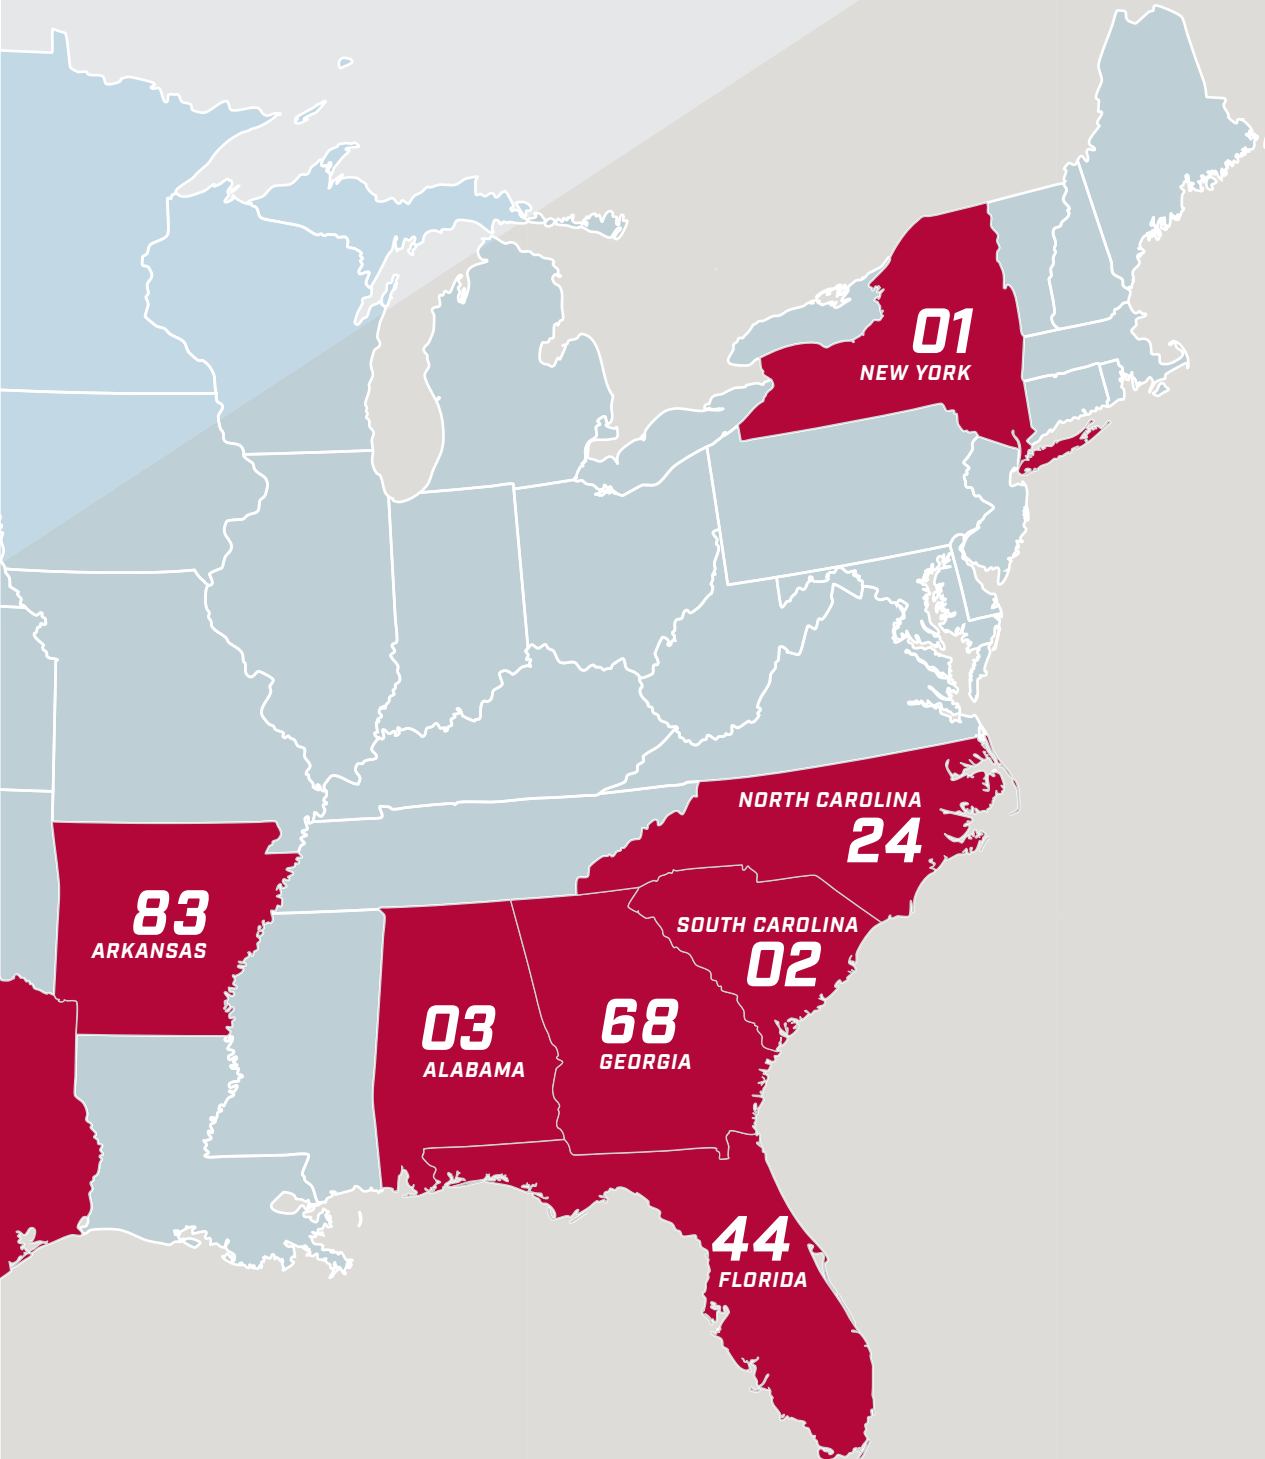 01
NEW YORK
NORTH CAROLINA
24
83
ARKANSAS
SOUTH CAROLINA
02
03
ALABAMA
68
GEORGIA
44
FLORIDA